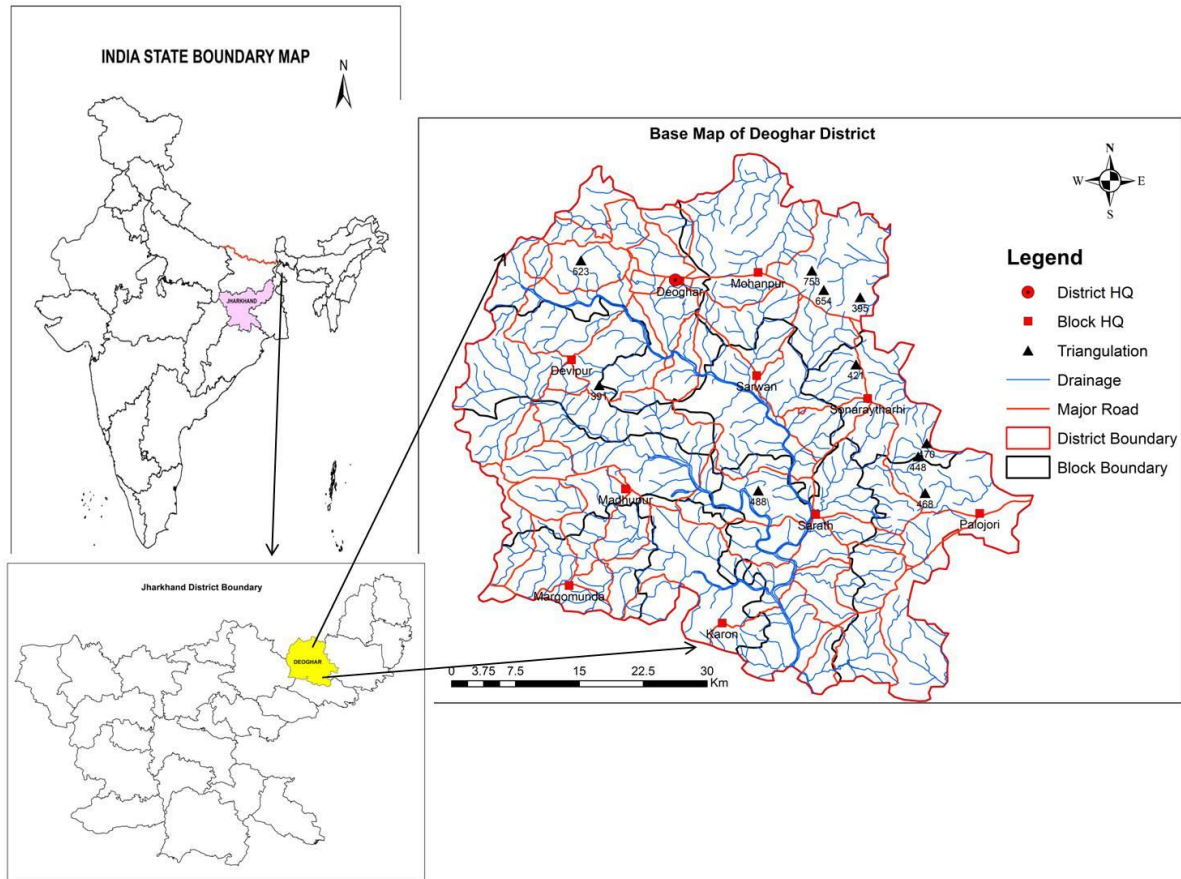 INDIA STATE BOUNDARY MAP
N
JHARKHAND
Base Map of Deoghar District
N
W E
S
523
Deoghar
Mohanpur
753
654
395
Devipur
391
Sarwan
421
Sonaraytharhi
470
448
468
Madhupur
488
Sarath
Palojori
Margomunda
Karon
0 3.75 7.5 15 22.5 30
Km
Legend
District HQ
Block HQ
Triangulation
Drainage
Major Road
District Boundary
Block Boundary
Jharkhand District Boundary
DEOGHAR